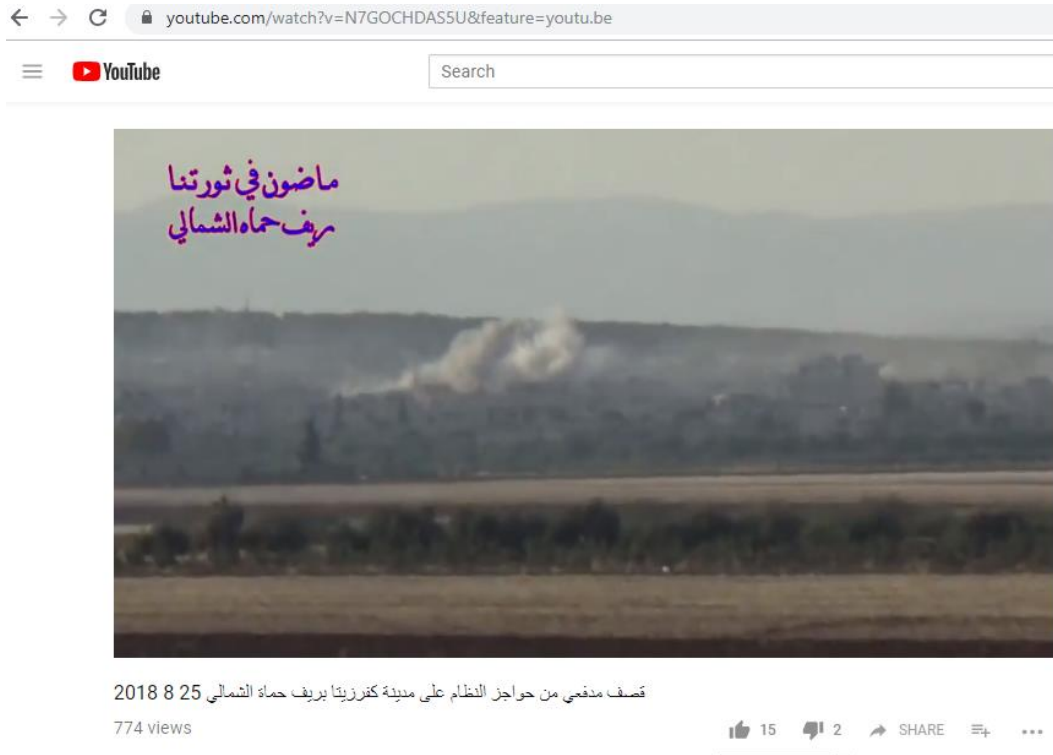 youtube.com/watch?v=N7GOCHDAS5U&feature=youtu.be
YouTube
Search
ماضون في ثورتنا
ريف حماه الشمالي
قصف مدفعي من حواجز النظام على مدينة كفرزيتا بريف حماة الشمالي 25 8 2018
774 views
15 2 SHARE